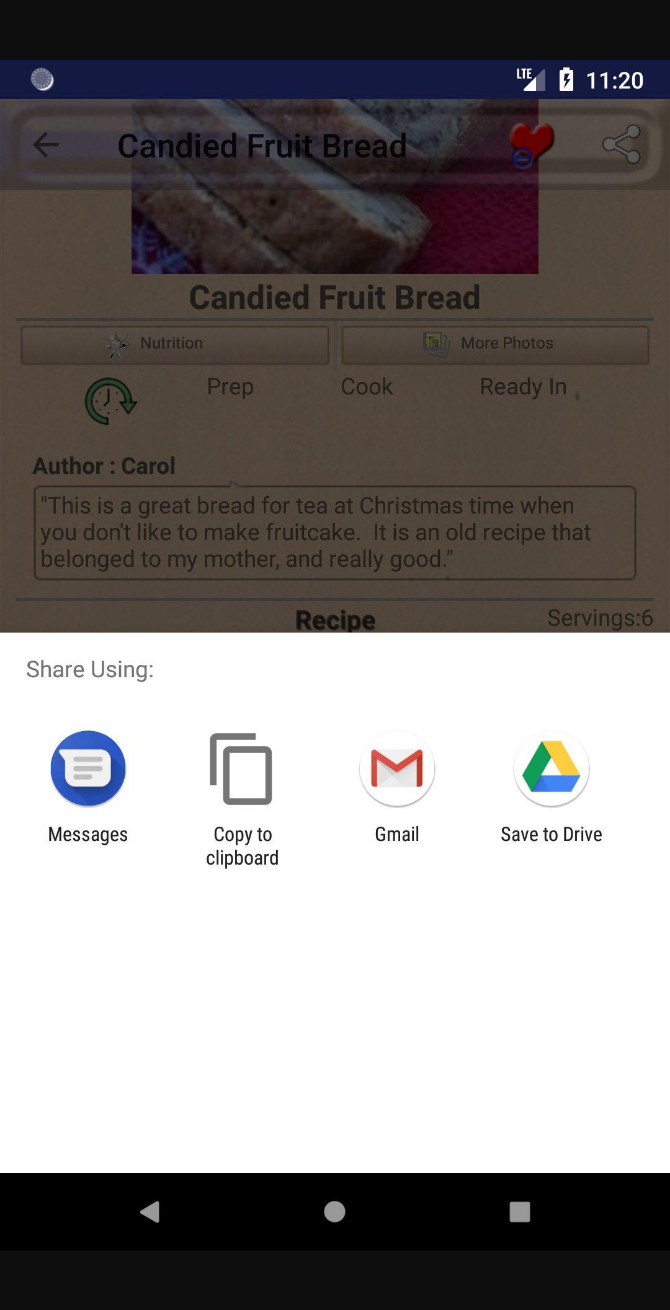 LTE 11:20
Candied Fruit Bread
Candied Fruit Bread
Nutrition More Photos
Prep Cook Ready In
Author : Carol
"This is a great bread for tea at Christmas time when
you don't like to make fruitcake.  It is an old recipe that
belonged to my mother, and really good."
Recipe Servings:6
Share Using:
Messages Copy to clipboard Gmail Save to Drive